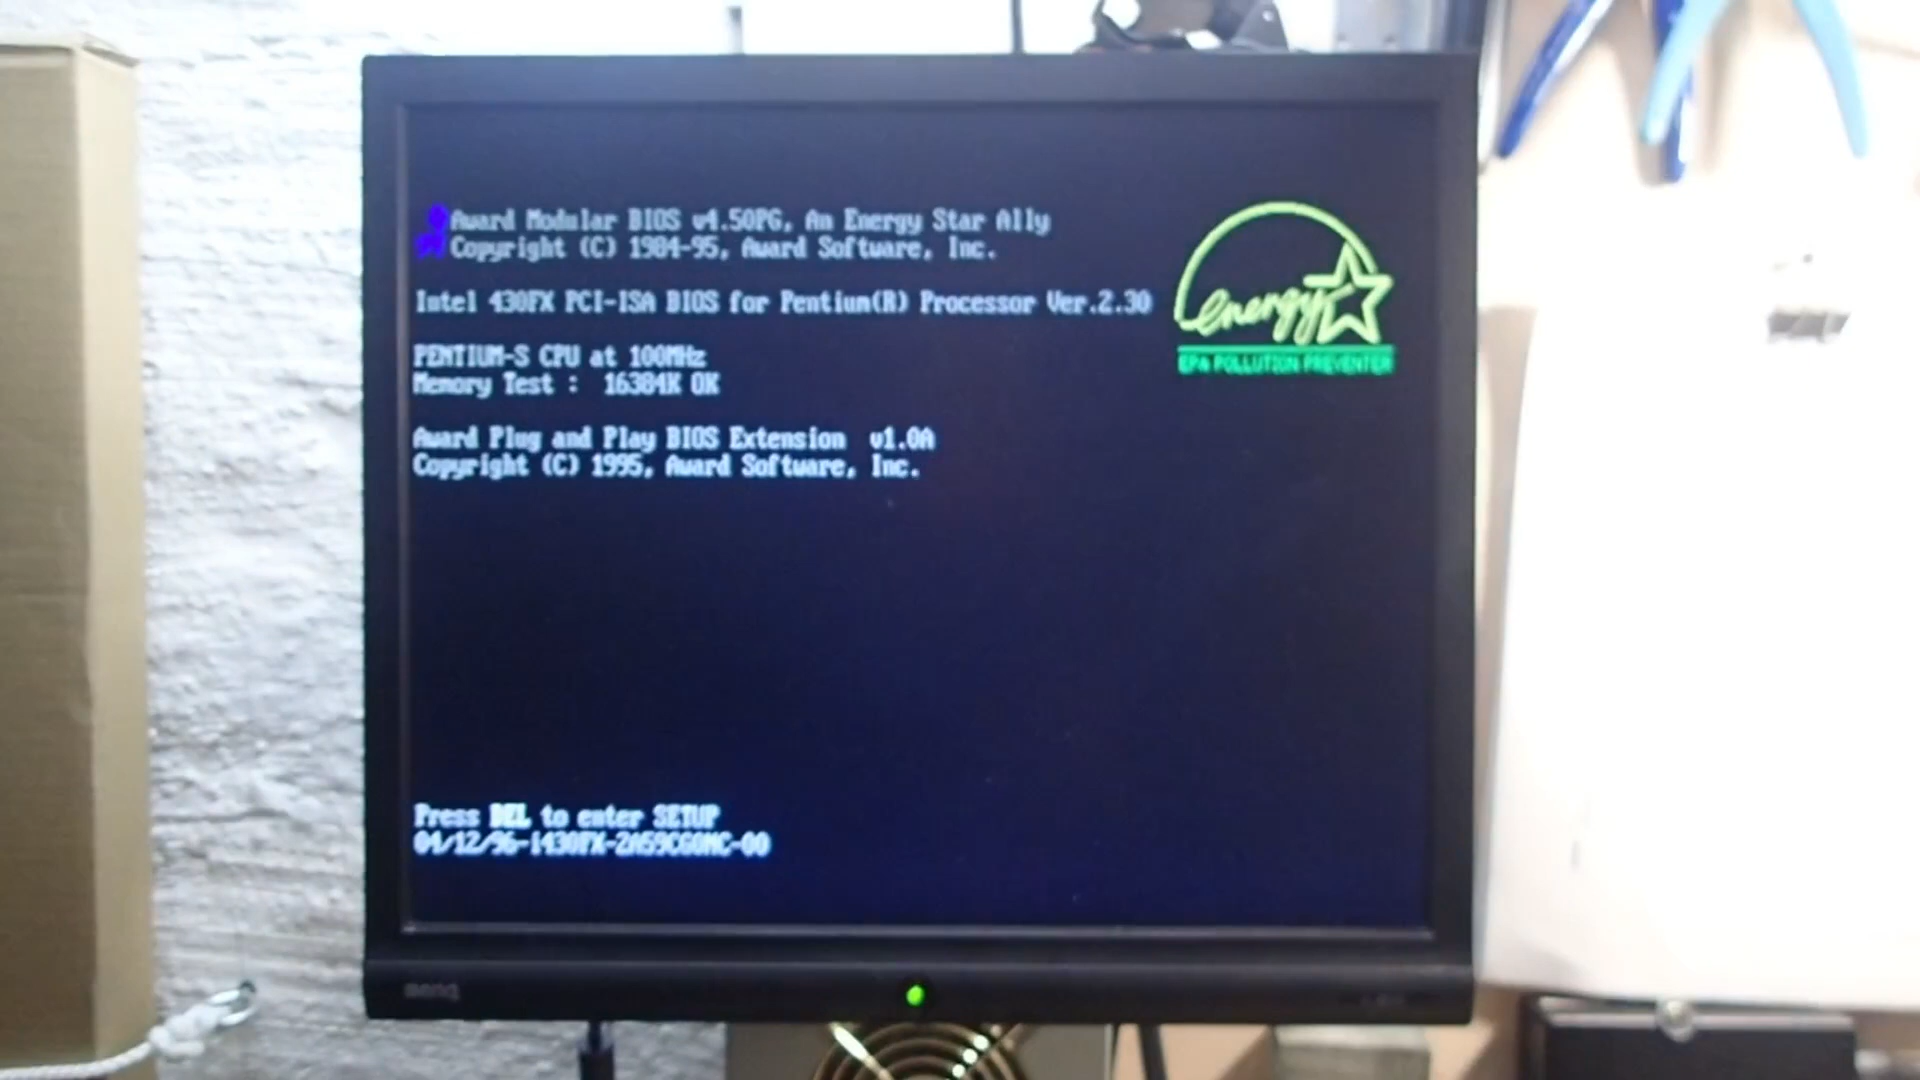 Award Modular BIOS v4.50PG, An Energy Star Ally
Copyright (C) 1984-95, Award Software, Inc.
Intel 430FX PCI-ISA BIOS for Pentium(R) Processor Ver.2.30
PENTIUM-S CPU at 100MHz
Memory Test :  16384K OK
Award Plug and Play BIOS Extension  v1.0A
Copyright (C) 1995, Award Software, Inc.
energy
EPA POLLUTION PREVENTER
Press DEL to enter SETUP
04/12/96-i430FX-2A59CG0MC-00
BenQ